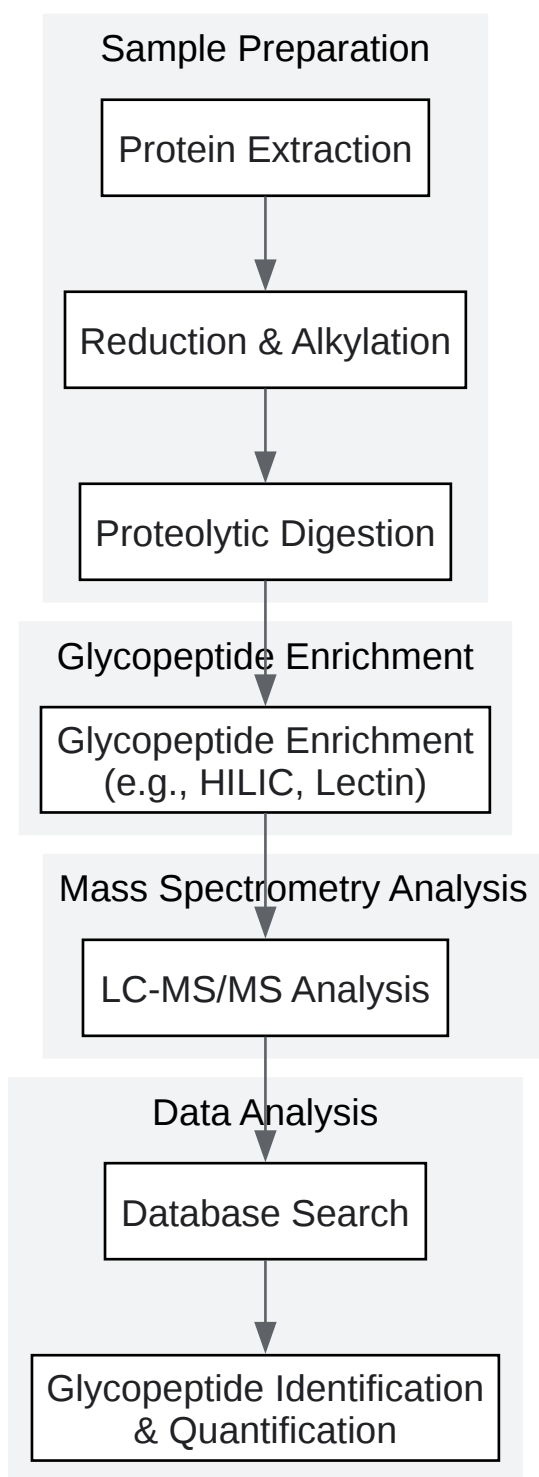 Sample Preparation
Protein Extraction
Reduction & Alkylation
Proteolytic Digestion
Glycopeptide Enrichment
Glycopeptide Enrichment
(e.g., HILIC, Lectin)
Mass Spectrometry Analysis
LC-MS/MS Analysis
Data Analysis
Database Search
Glycopeptide Identification
& Quantification